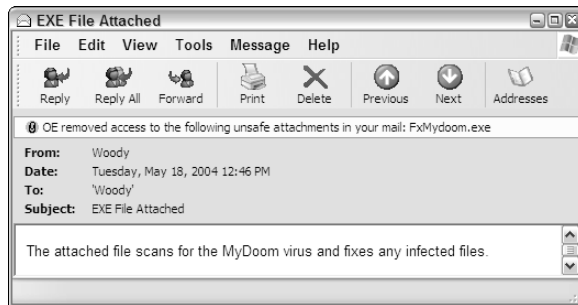 EXE File Attached
File Edit View Tools Message Help
Reply Reply All Forward Print Delete Previous Next Addresses
OE removed access to the following unsafe attachments in your mail: FxMydoom.exe
From: Woody
Date: Tuesday, May 18, 2004 12:46 PM
To: 'Woody'
Subject: EXE File Attached
The attached file scans for the MyDoom virus and fixes any infected files.